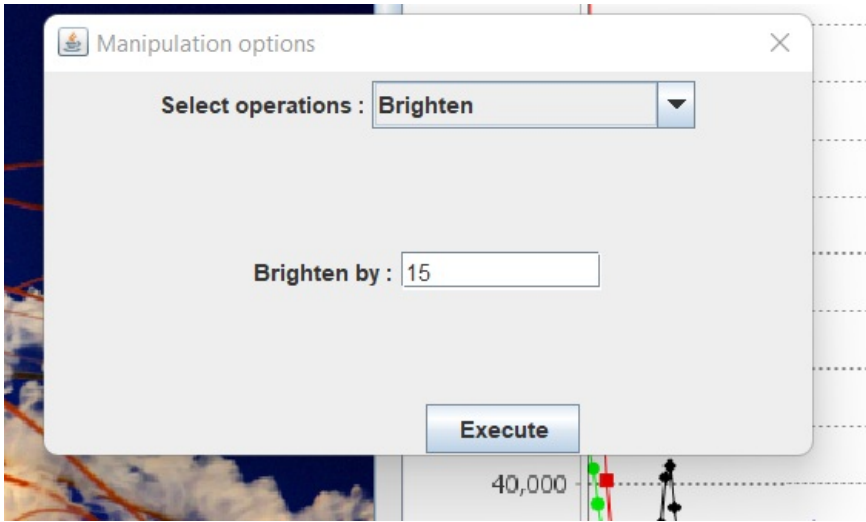 Manipulation options
Select operations : Brighten
Brighten by : 15
Execute
40,000